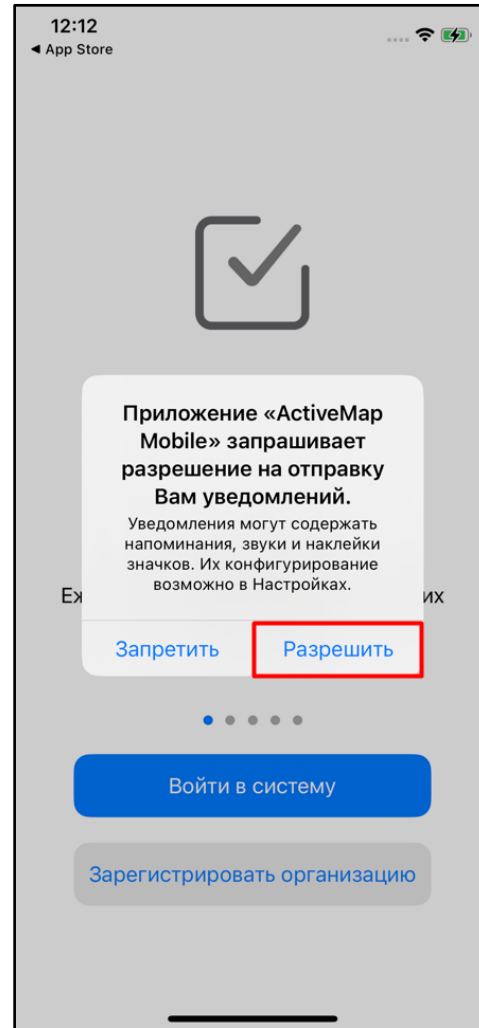 12:12
◀ App Store
Приложение «ActiveMap
Mobile» запрашивает
разрешение на отправку
Вам уведомлений.
Уведомления могут содержать
напоминания, звуки и наклейки
значков. Их конфигурирование
возможно в Настройках.
Запретить Разрешить
Войти в систему
Зарегистрировать организацию